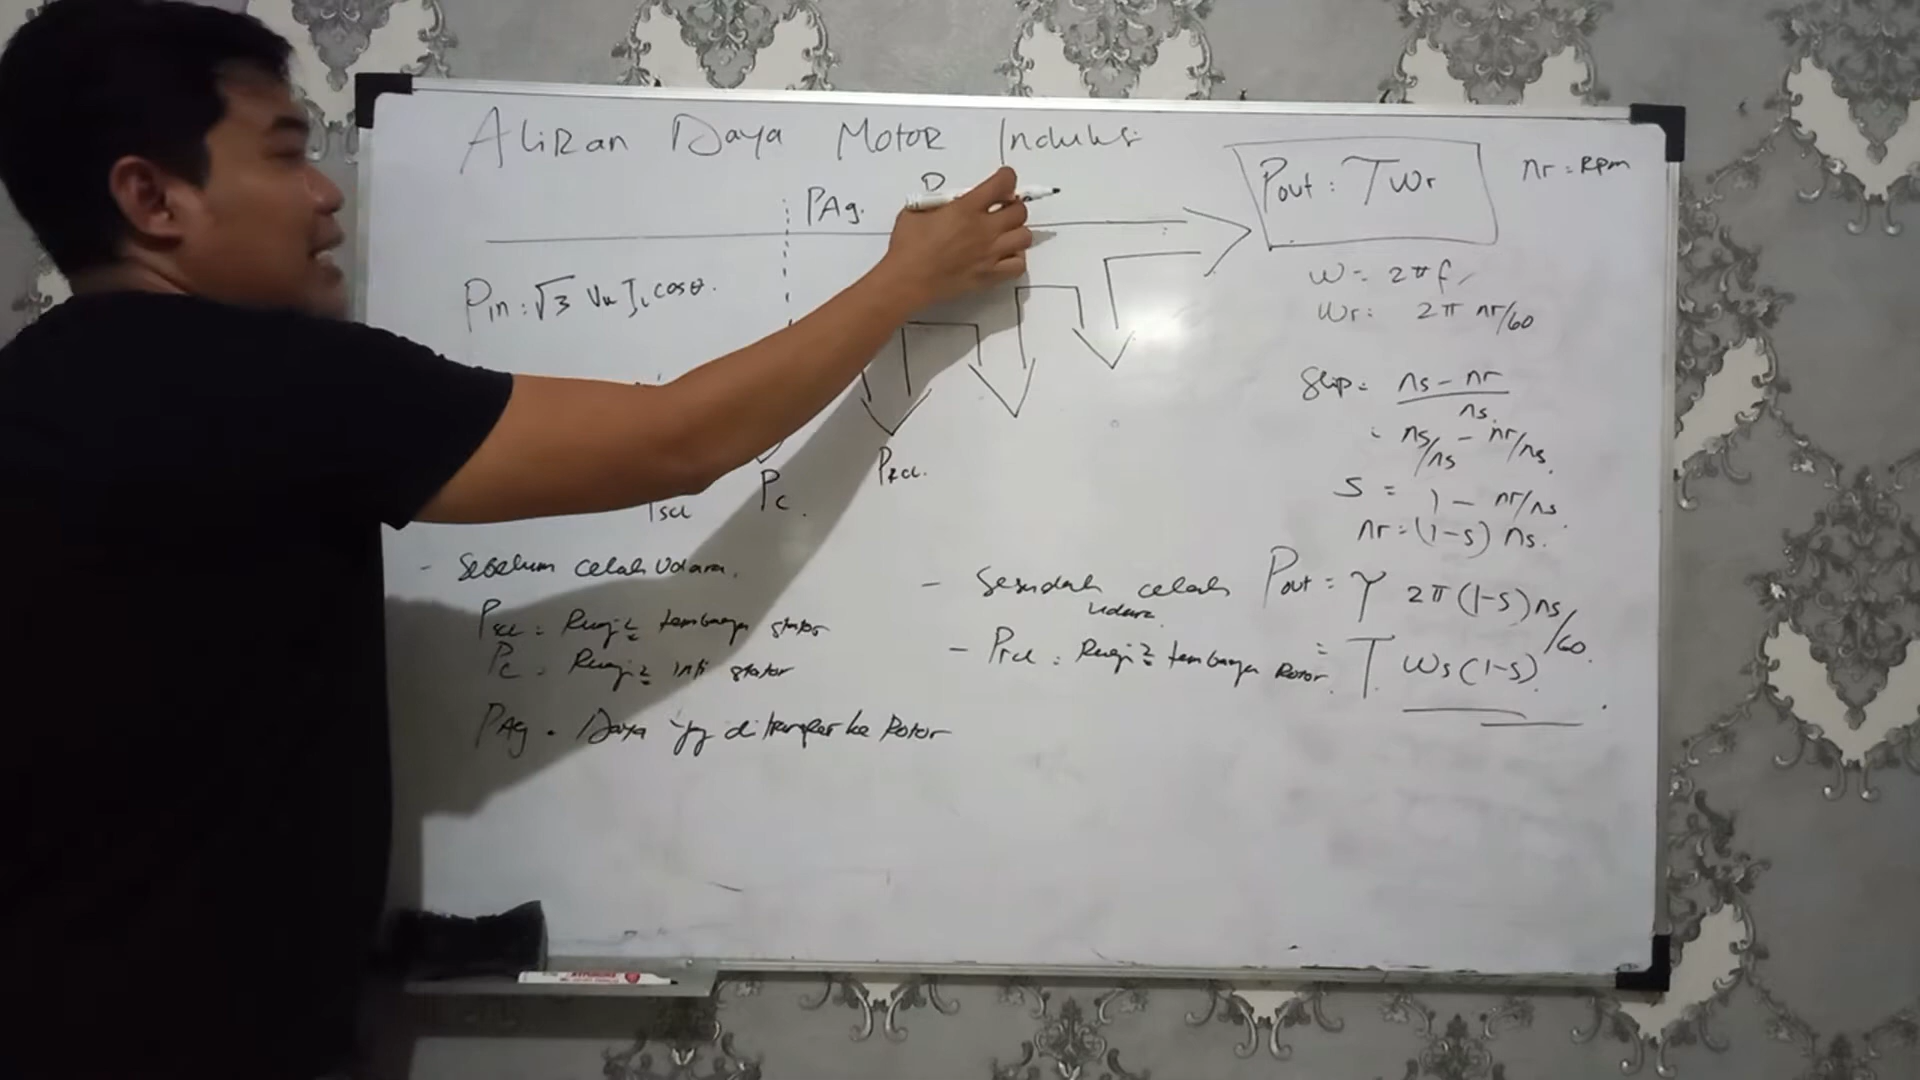 Aliran Daya Motor Induksi
PAg. P
Pout : Tωr
nr = Rpm
Pin : √3 VLL IL cosθ.
ω = 2πf
ωr : 2π nr/60
Slip = ns - nr / ns.
= ns/ns - nr/ns.
S = 1 - nr/ns.
nr = (1-s) ns.
Pscl
Pc.
Prcl.
- Sebelum celah Udara.
Pscl = Rugi2 tembaga stator
Pc = Rugi2 inti stator
PAg = Daya yg ditransfer ke Rotor
- Sesudah celah
udara.
- Prcl : Rugi2 tembaga Rotor.
Pout = T 2π(1-s)ns/60.
= T ωs(1-s).